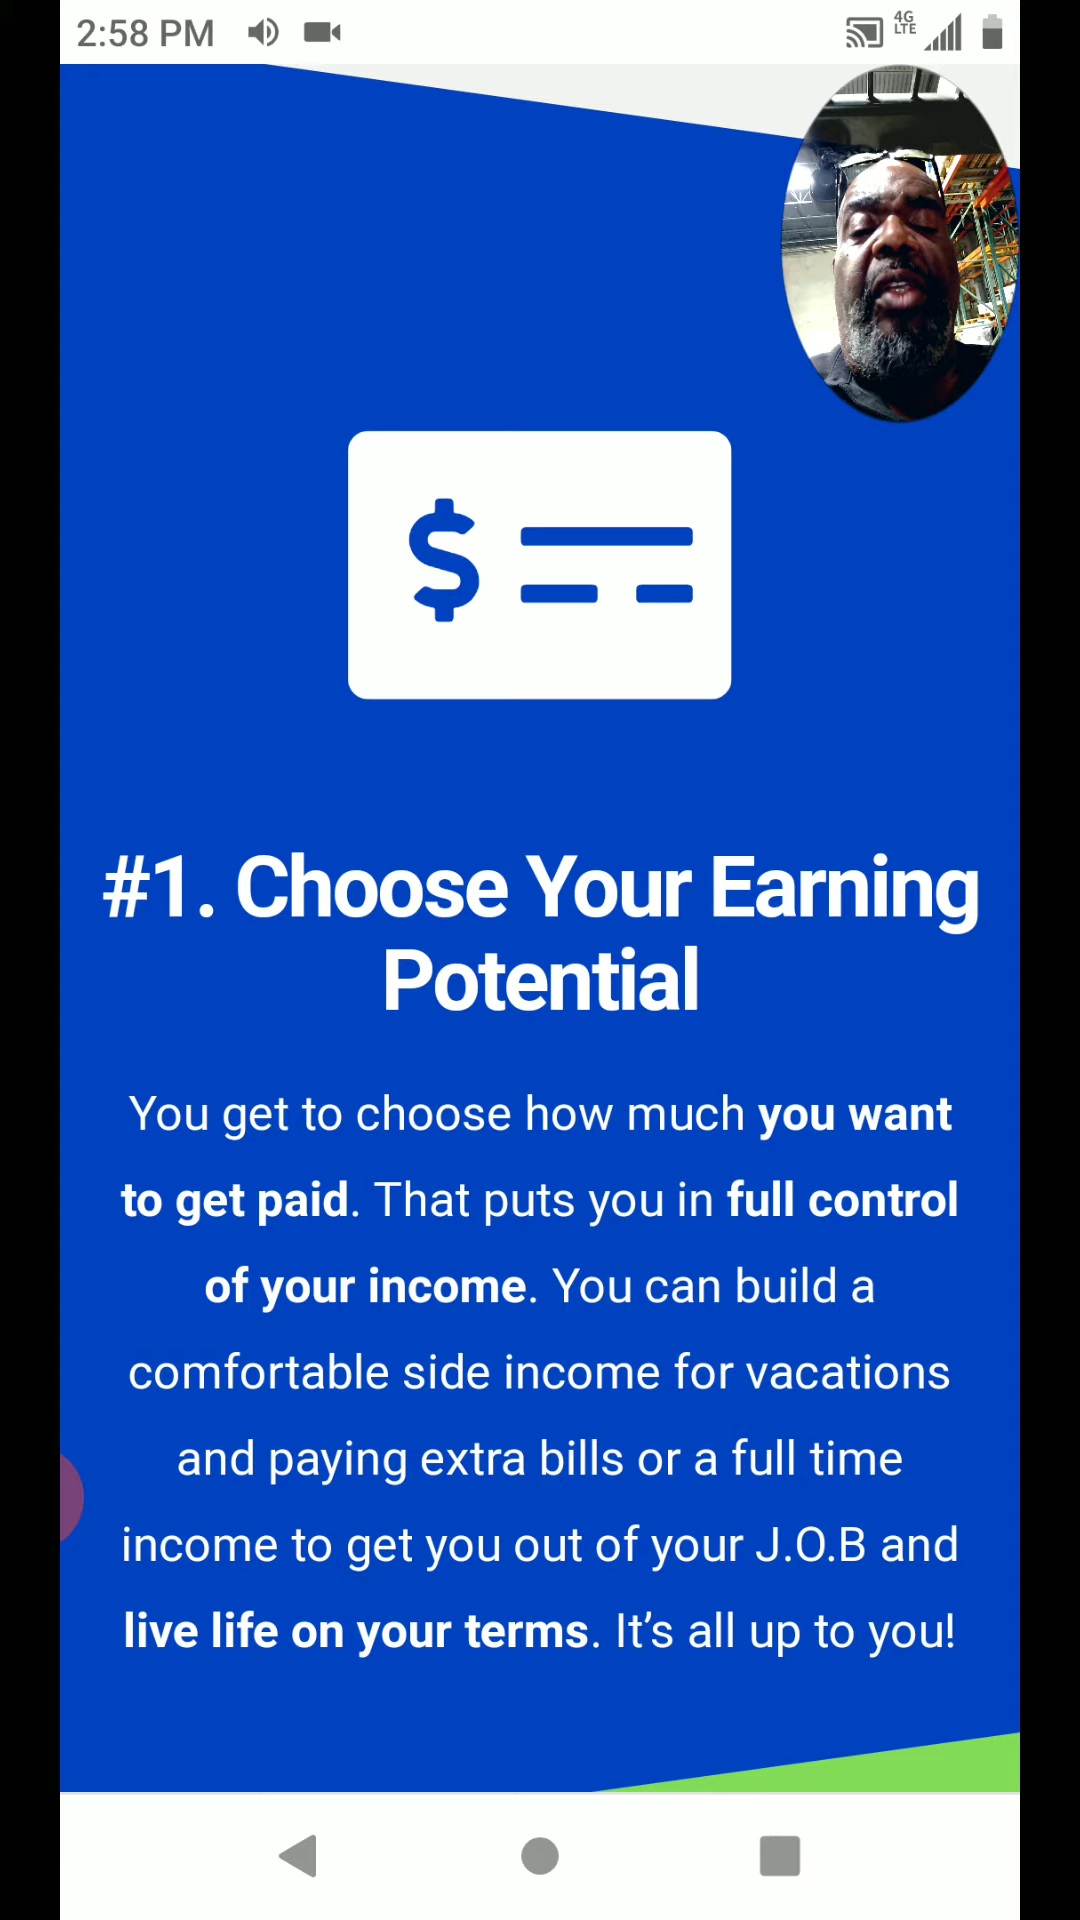 2:58 PM
4G
LTE
$
#1. Choose Your Earning
Potential
You get to choose how much you want
to get paid. That puts you in full control
of your income. You can build a
comfortable side income for vacations
and paying extra bills or a full time
income to get you out of your J.O.B and
live life on your terms. It’s all up to you!